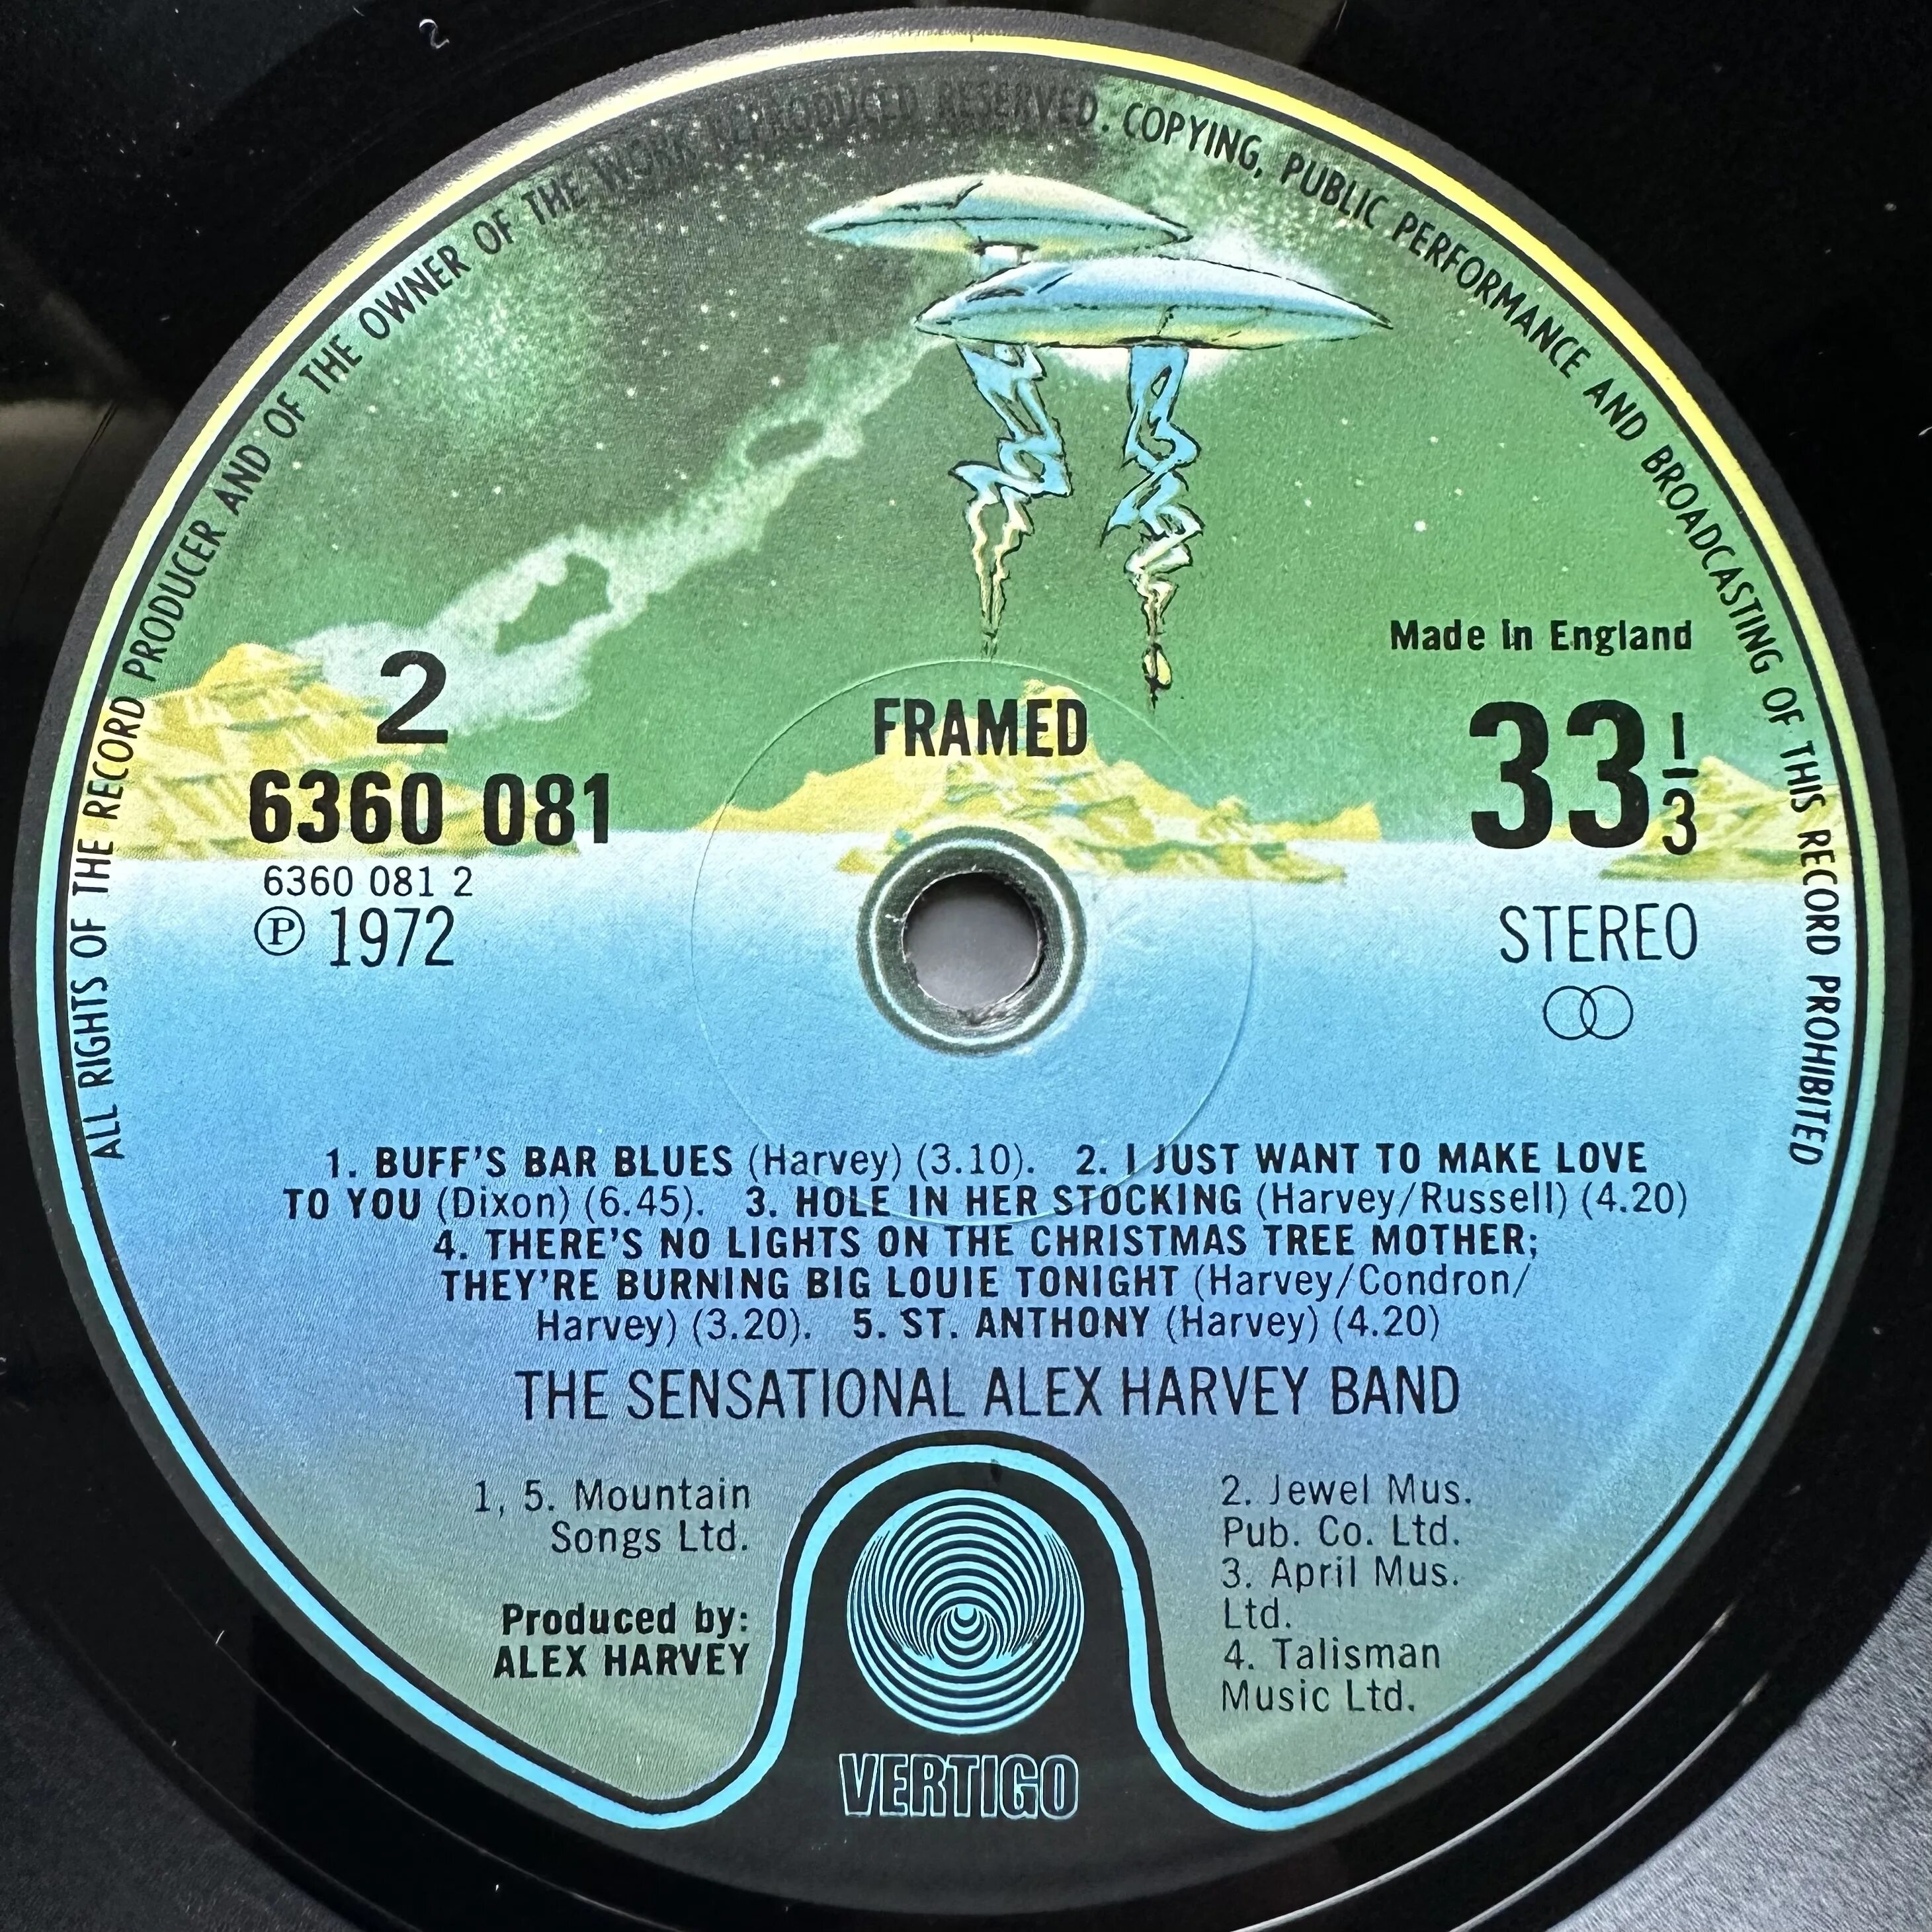 2
ALL RIGHTS OF THE RECORD PRODUCER AND OF THE OWNER OF THE WORK REPRODUCED RESERVED. COPYING, PUBLIC PERFORMANCE AND BROADCASTING OF THIS RECORD PROHIBITED
Made in England
2
FRAMED
33 1/3
6360 081
6360 081 2
Ⓟ 1972
STEREO
1. BUFF'S BAR BLUES (Harvey) (3.10). 2. I JUST WANT TO MAKE LOVE
TO YOU (Dixon) (6.45). 3. HOLE IN HER STOCKING (Harvey/Russell) (4.20)
4. THERE'S NO LIGHTS ON THE CHRISTMAS TREE MOTHER;
THEY'RE BURNING BIG LOUIE TONIGHT (Harvey/Condron/
Harvey) (3.20). 5. ST. ANTHONY (Harvey) (4.20)
THE SENSATIONAL ALEX HARVEY BAND
1, 5. Mountain
Songs Ltd.
Produced by:
ALEX HARVEY
2. Jewel Mus.
Pub. Co. Ltd.
3. April Mus.
Ltd.
4. Talisman
Music Ltd.
VERTIGO